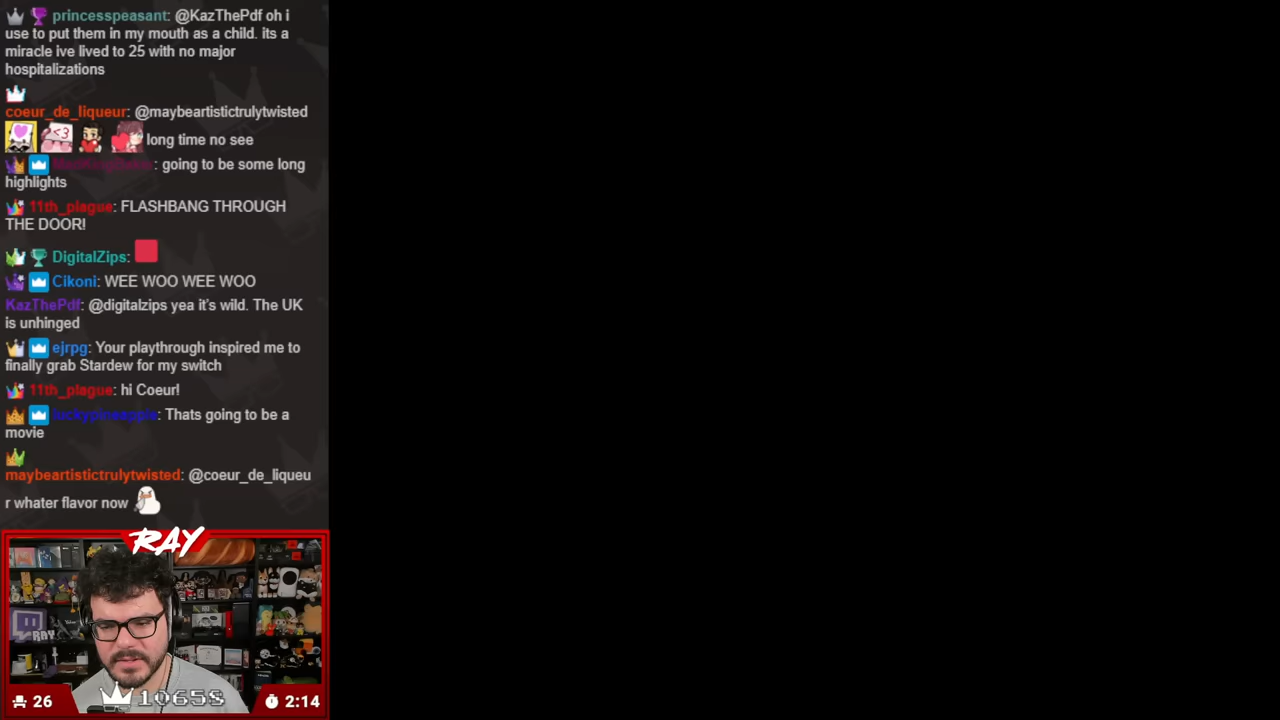 princesspeasant: @KazThePdf oh i
use to put them in my mouth as a child. its a
miracle ive lived to 25 with no major
hospitalizations
coeur_de_liqueur: @maybeartistictrulytwisted
<3 long time no see
: going to be some long
highlights
11th_plague: FLASHBANG THROUGH
THE DOOR!
DigitalZips:
Cikoni: WEE WOO WEE WOO
KazThePdf: @digitalzips yea it's wild. The UK
is unhinged
ejrpg: Your playthrough inspired me to
finally grab Stardew for my switch
11th_plague: hi Coeur!
luckypineapple: Thats going to be a
movie
maybeartistictrulytwisted: @coeur_de_liqueu
r whater flavor now
RAY
RAY
26
10658
2:14